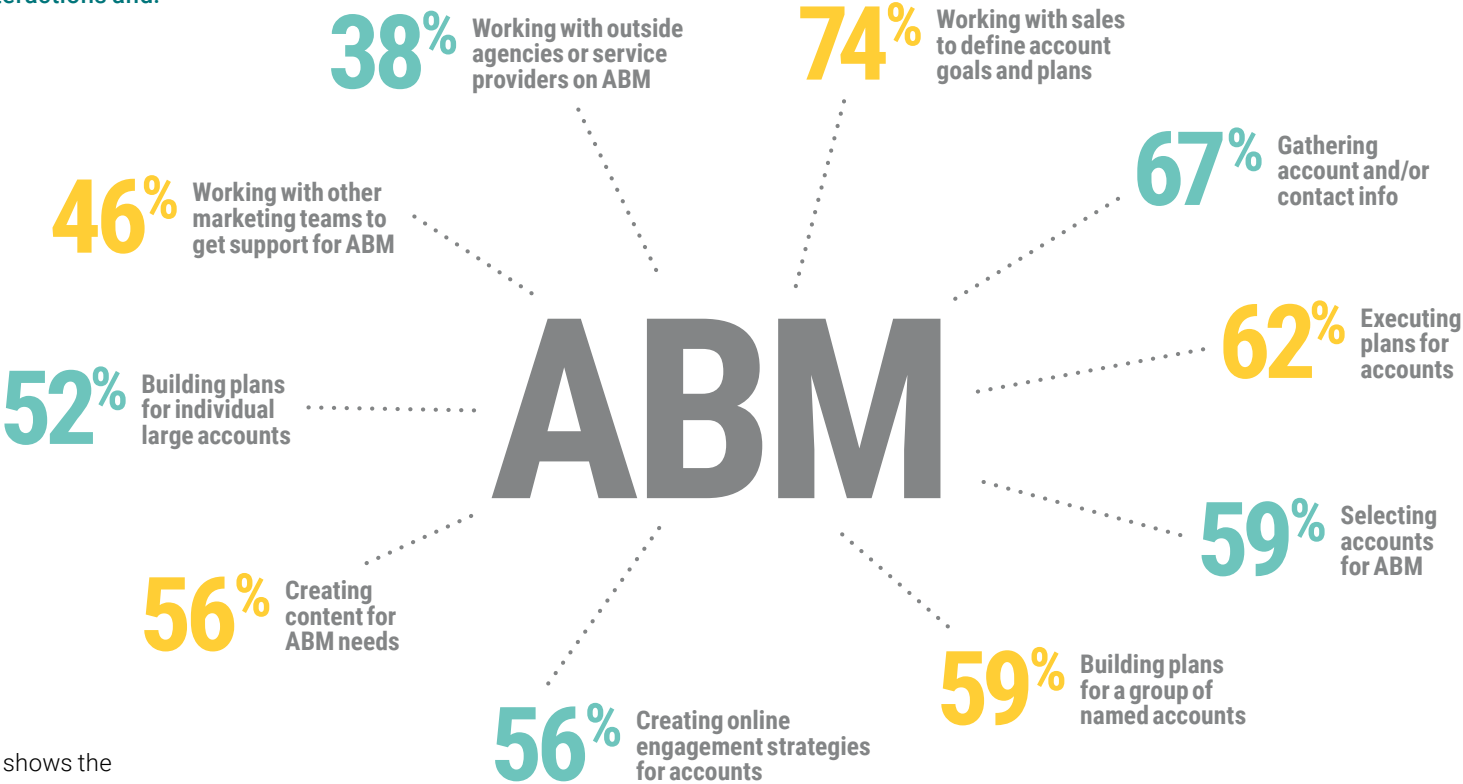 38%
Working with outside
agencies or service
providers on ABM
74%
Working with sales
to define account
goals and plans
67%
Gathering
account and/or
contact info
46%
Working with other
marketing teams to
get support for ABM
62%
Executing
plans for
accounts
ABM
52%
Building plans
for individual
large accounts
59%
Selecting
accounts
for ABM
56%
Creating
content for
ABM needs
59%
Building plans
for a group of
named accounts
56%
Creating online
engagement strategies
for accounts
shows the